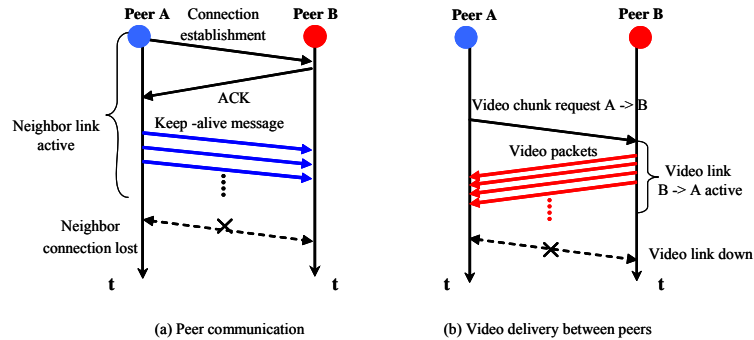 Peer A
Connection
establishment
Peer B
ACK
Keep -alive message
Neighbor link
active
Neighbor
connection lost
t
t
(a) Peer communication
Peer A
Peer B
Video chunk request A -> B
Video packets
Video link
B -> A active
Video link down
t
t
(b) Video delivery between peers